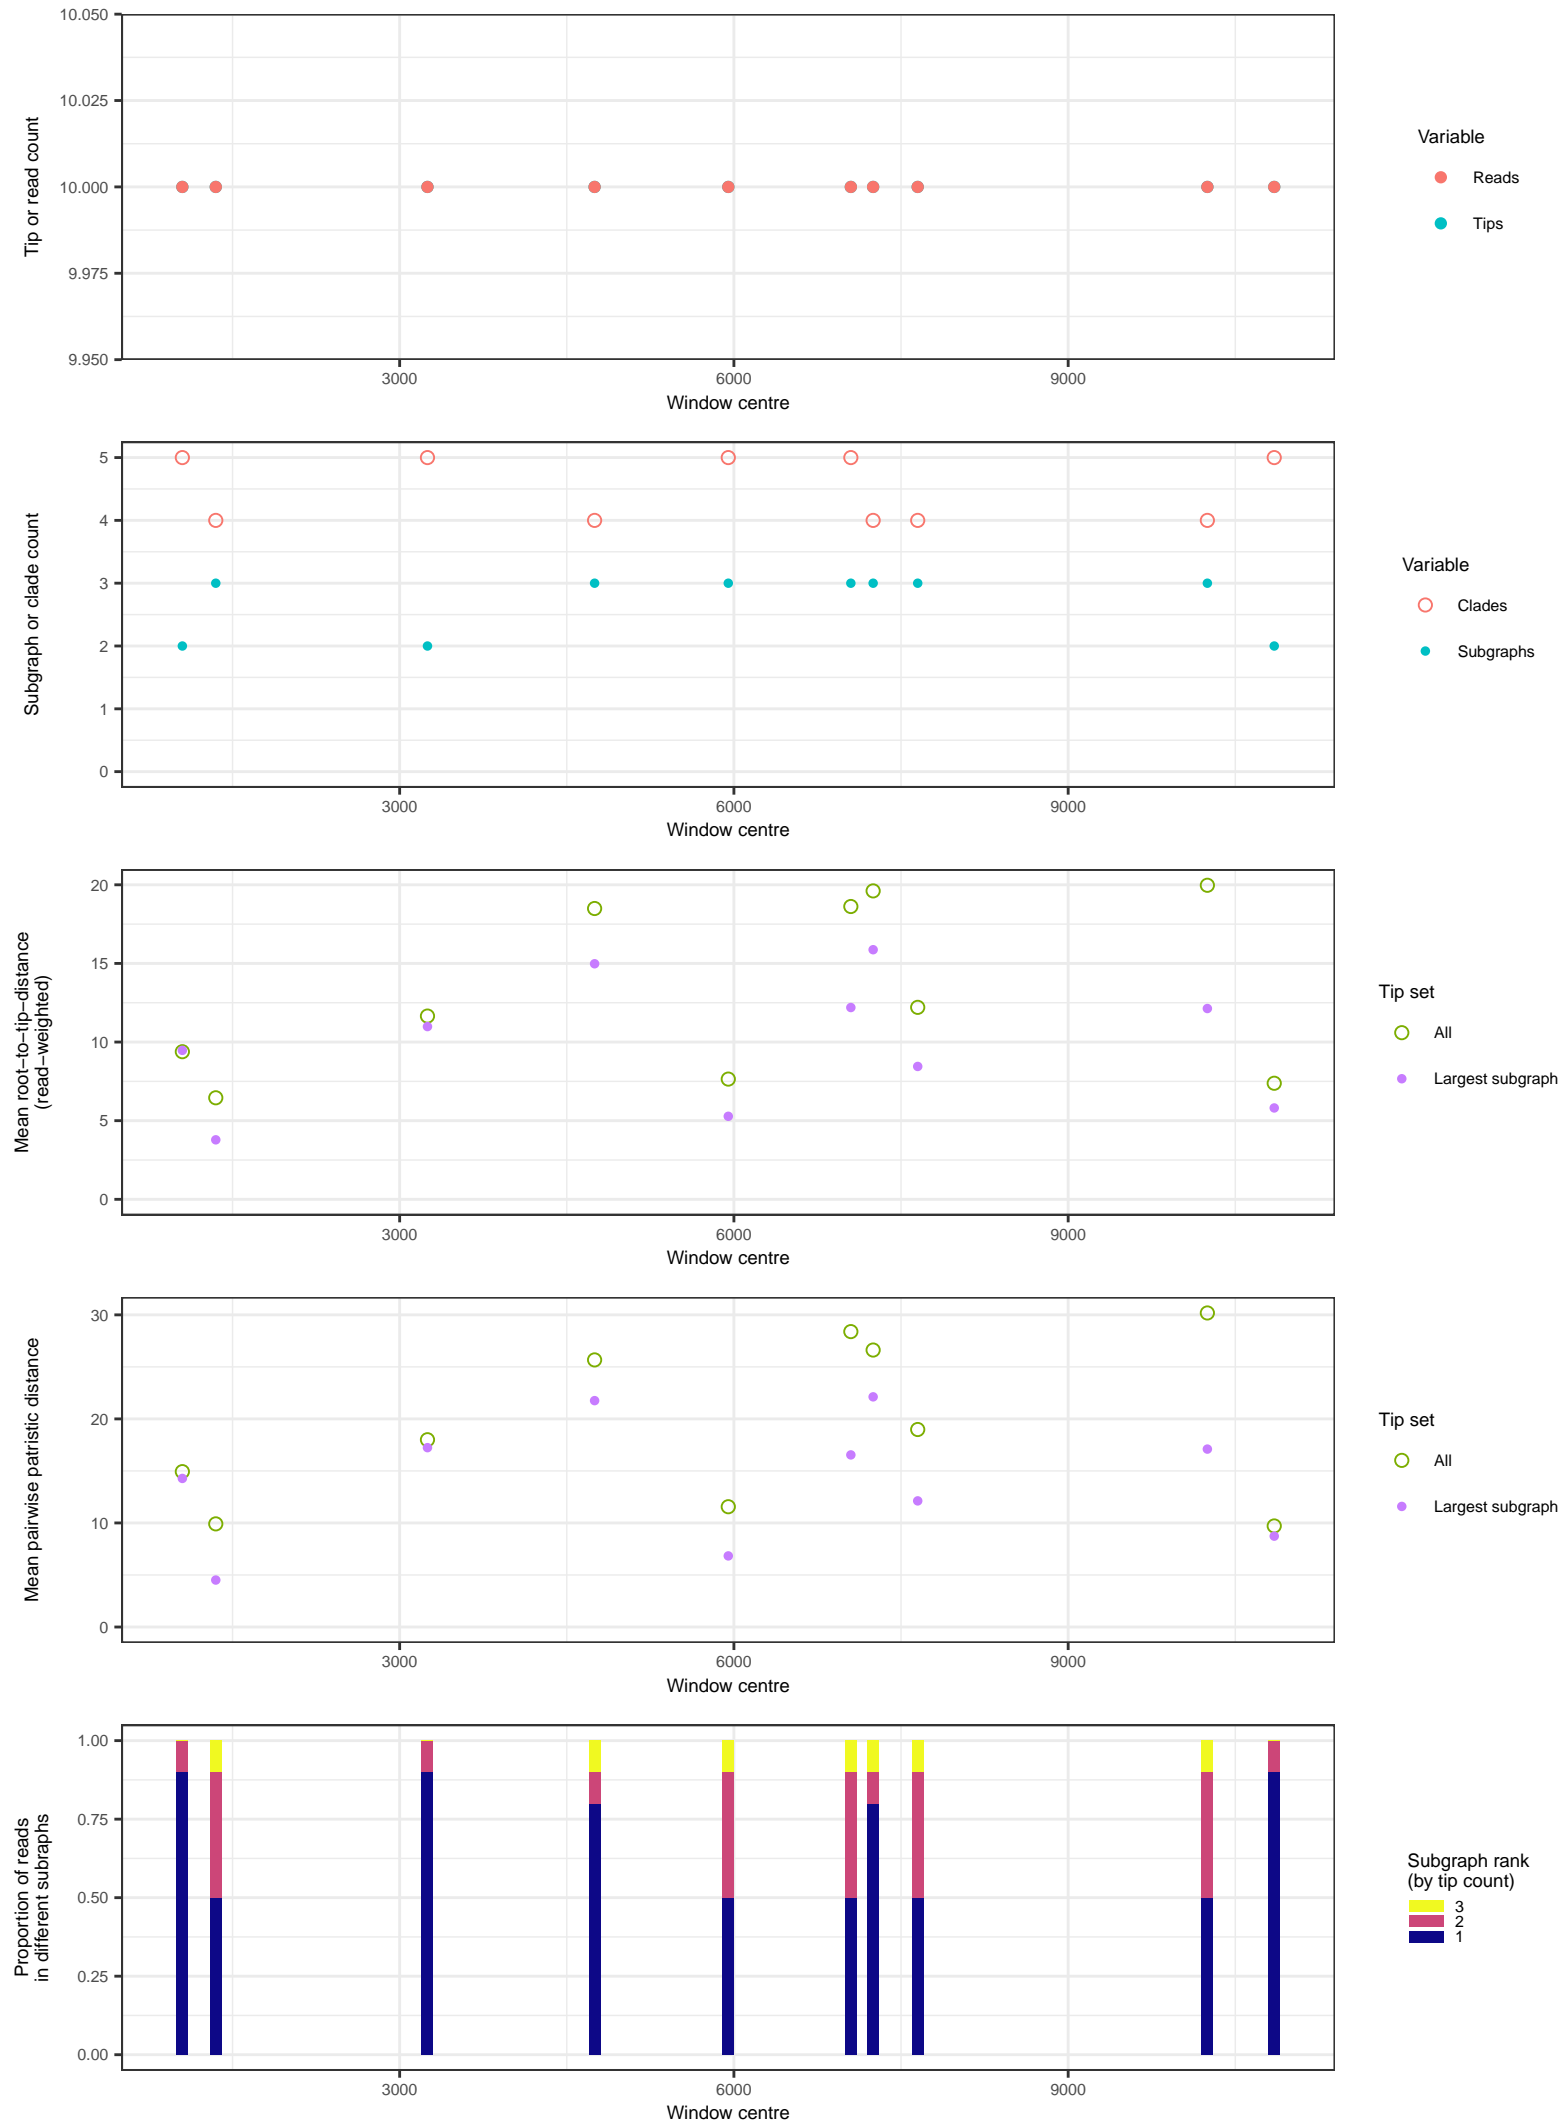 10.050
10.025
10.000
9.975
9.950
Tip or read count
3000
6000
9000
Window centre
Variable
Reads
Tips
5
4
3
2
1
0
Subgraph or clade count
3000
6000
9000
Window centre
Variable
Clades
Subgraphs
20
15
10
5
0
Mean root−to−tip−distance
(read−weighted)
3000
6000
9000
Window centre
Tip set
All
Largest subgraph
30
20
10
0
Mean pairwise patristic distance
3000
6000
9000
Window centre
Tip set
All
Largest subgraph
1.00
0.75
0.50
0.25
0.00
Proportion of reads
in different subraphs
3000
6000
9000
Window centre
Subgraph rank
(by tip count)
3
2
1